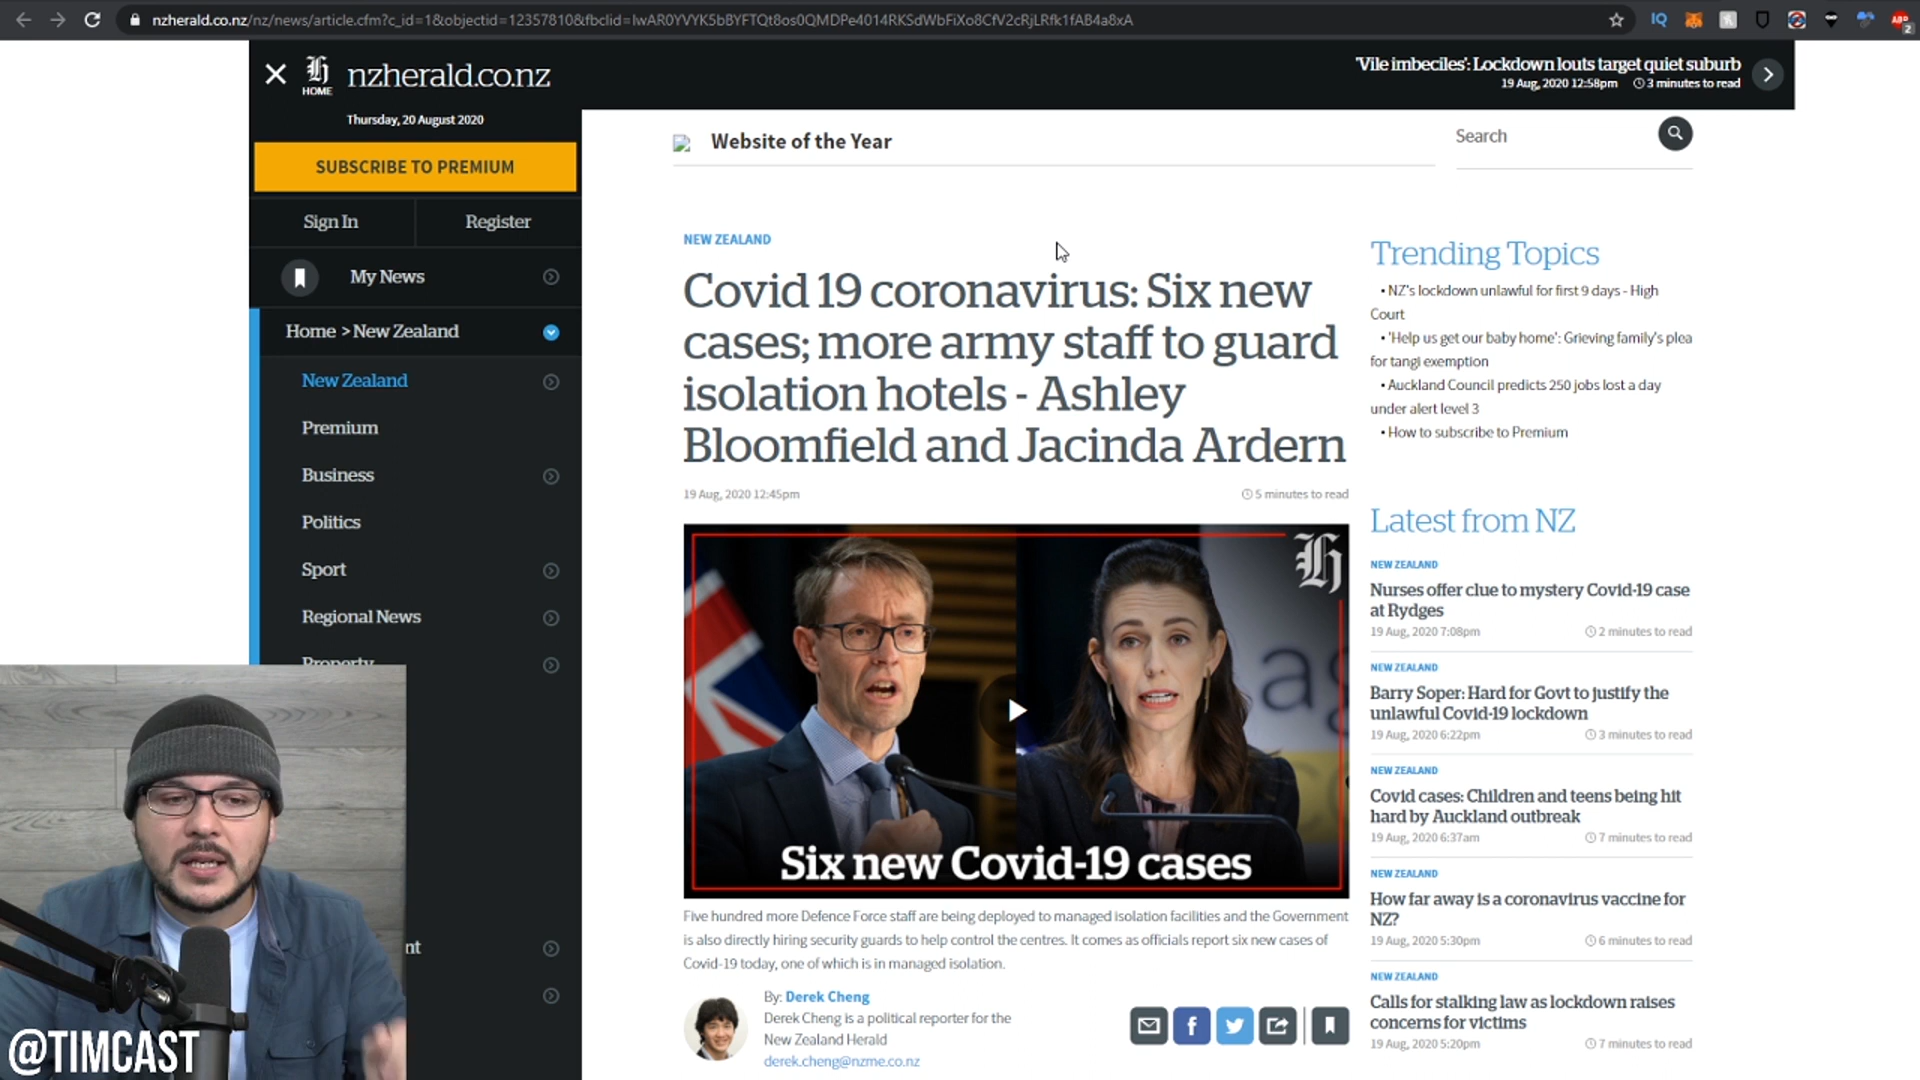 nzherald.co.nz/nz/news/article.cfm?c_id=1&objectid=12357810&fbclid=IwAR0YVYK5bBYFTQt8os0QMDPe4014RKSdWbFiXo8CfV2cRjLRfk1fAB4a8xA
IQ
ABP
2
HOME
nzherald.co.nz
'Vile imbeciles': Lockdown louts target quiet suburb
19 Aug, 2020 12:58pm 3 minutes to read
Thursday, 20 August 2020
SUBSCRIBE TO PREMIUM
Sign In
Register
My News
Home > New Zealand
New Zealand
Premium
Business
Politics
Sport
Regional News
Property
nt
Website of the Year
Search
NEW ZEALAND
Covid 19 coronavirus: Six new
cases; more army staff to guard
isolation hotels - Ashley
Bloomfield and Jacinda Ardern
19 Aug, 2020 12:45pm
5 minutes to read
Six new Covid-19 cases
Five hundred more Defence Force staff are being deployed to managed isolation facilities and the Government
is also directly hiring security guards to help control the centres. It comes as officials report six new cases of
Covid-19 today, one of which is in managed isolation.
By: Derek Cheng
Derek Cheng is a political reporter for the
New Zealand Herald
derek.cheng@nzme.co.nz
Trending Topics
• NZ's lockdown unlawful for first 9 days - High
Court
• 'Help us get our baby home': Grieving family's plea
for tangi exemption
• Auckland Council predicts 250 jobs lost a day
under alert level 3
• How to subscribe to Premium
Latest from NZ
NEW ZEALAND
Nurses offer clue to mystery Covid-19 case
at Rydges
19 Aug, 2020 7:08pm 2 minutes to read
NEW ZEALAND
Barry Soper: Hard for Govt to justify the
unlawful Covid-19 lockdown
19 Aug, 2020 6:22pm 3 minutes to read
NEW ZEALAND
Covid cases: Children and teens being hit
hard by Auckland outbreak
19 Aug, 2020 6:37am 7 minutes to read
NEW ZEALAND
How far away is a coronavirus vaccine for
NZ?
19 Aug, 2020 5:30pm 6 minutes to read
NEW ZEALAND
Calls for stalking law as lockdown raises
concerns for victims
19 Aug, 2020 5:20pm 7 minutes to read
@TIMCAST